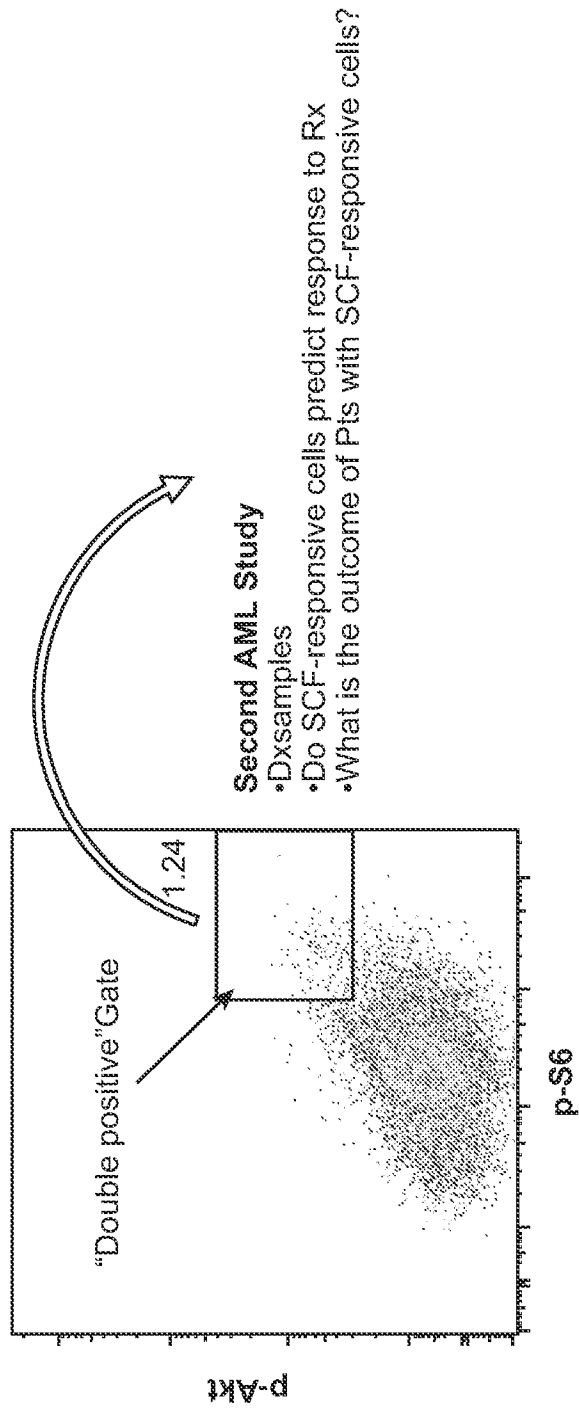 "Double positive"Gate
1.24
p-Akt
p-S6
Second AML Study
•Dxsamples
•Do SCF-responsive cells predict response to Rx
•What is the outcome of Pts with SCF-responsive cells?